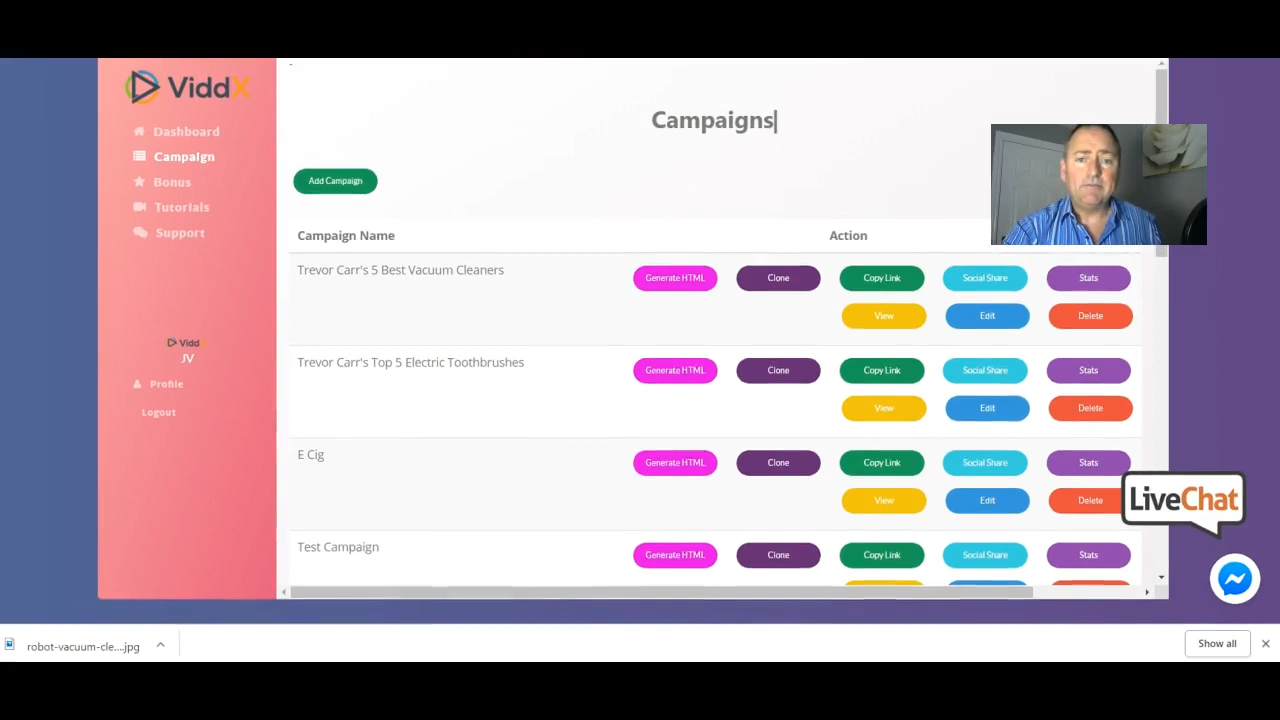 ViddX
Dashboard
Campaign
Bonus
Tutorials
Support
Vidd
JV
Profile
Logout
Campaigns
Add Campaign
Campaign Name Action
Trevor Carr's 5 Best Vacuum Cleaners Generate HTML Clone Copy Link Social Share Stats
View Edit Delete
Trevor Carr's Top 5 Electric Toothbrushes Generate HTML Clone Copy Link Social Share Stats
View Edit Delete
E Cig Generate HTML Clone Copy Link Social Share Stats
View Edit Delete
Test Campaign Generate HTML Clone Copy Link Social Share Stats
LiveChat
robot-vacuum-cle....jpg
Show all